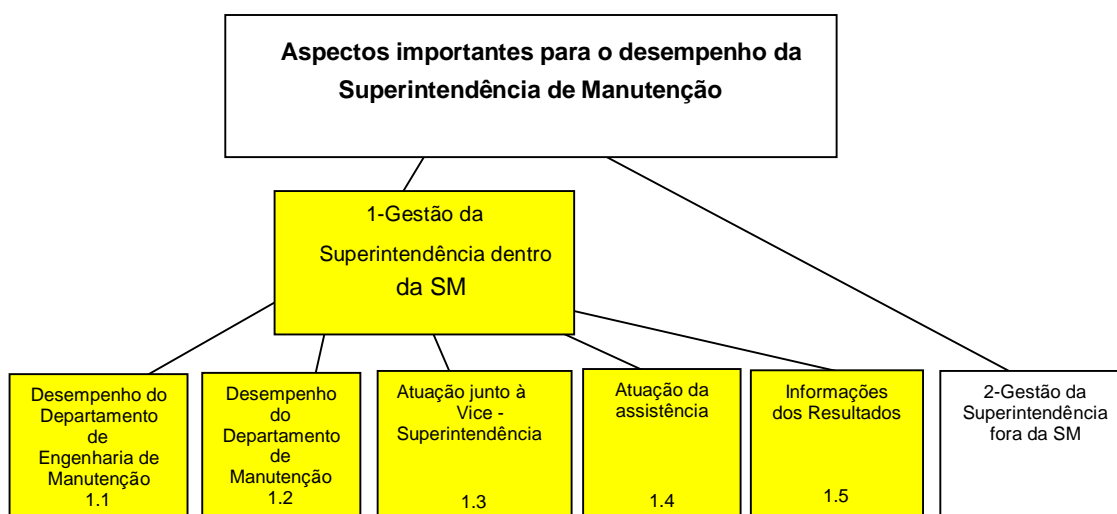 Aspectos importantes para o desempenho da
Superintendência de Manutenção
1-Gestão da
Superintendência dentro
da SM
Desempenho do
Departamento
de
Engenharia de
Manutenção
1.1
Desempenho
do
Departamento
de
Manutenção
1.2
Atuação junto à
Vice -
Superintendência
1.3
Atuação da
assistência
1.4
Informações
dos Resultados
1.5
2-Gestão da
Superintendência
fora da SM